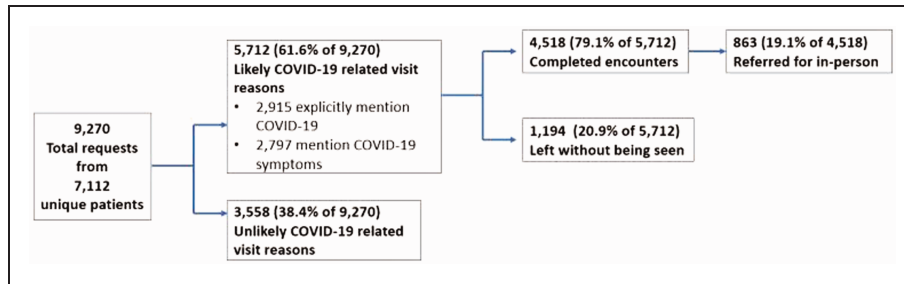 9,270
Total requests
from
7,112
unique patients
5,712 (61.6% of 9,270)
Likely COVID-19 related visit
reasons
• 2,915 explicitly mention
COVID-19
• 2,797 mention COVID-19
symptoms
3,558 (38.4% of 9,270)
Unlikely COVID-19 related
visit reasons
4,518 (79.1% of 5,712)
Completed encounters
1,194 (20.9% of 5,712)
Left without being seen
863 (19.1% of 4,518)
Referred for in-person